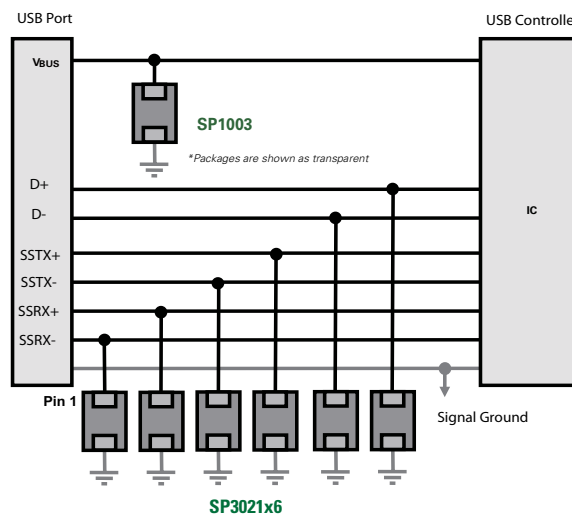 USB Port
USB Controlle
VBUS
SP1003
*Packages are shown as transparent
D+
D-
IC
SSTX+
SSTX-
SSRX+
SSRX-
Pin 1
Signal Ground
SP3021x6